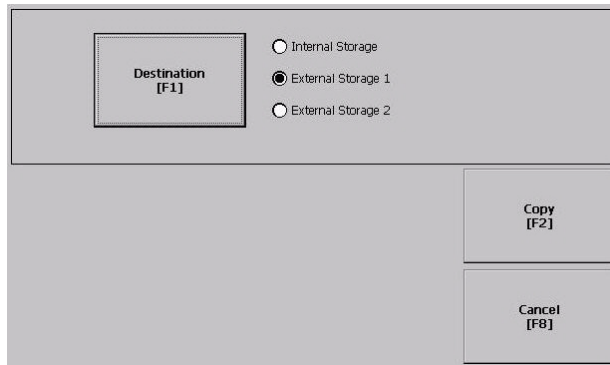 Destination
[F1]
Internal Storage
External Storage 1
External Storage 2
Copy
[F2]
Cancel
[F8]